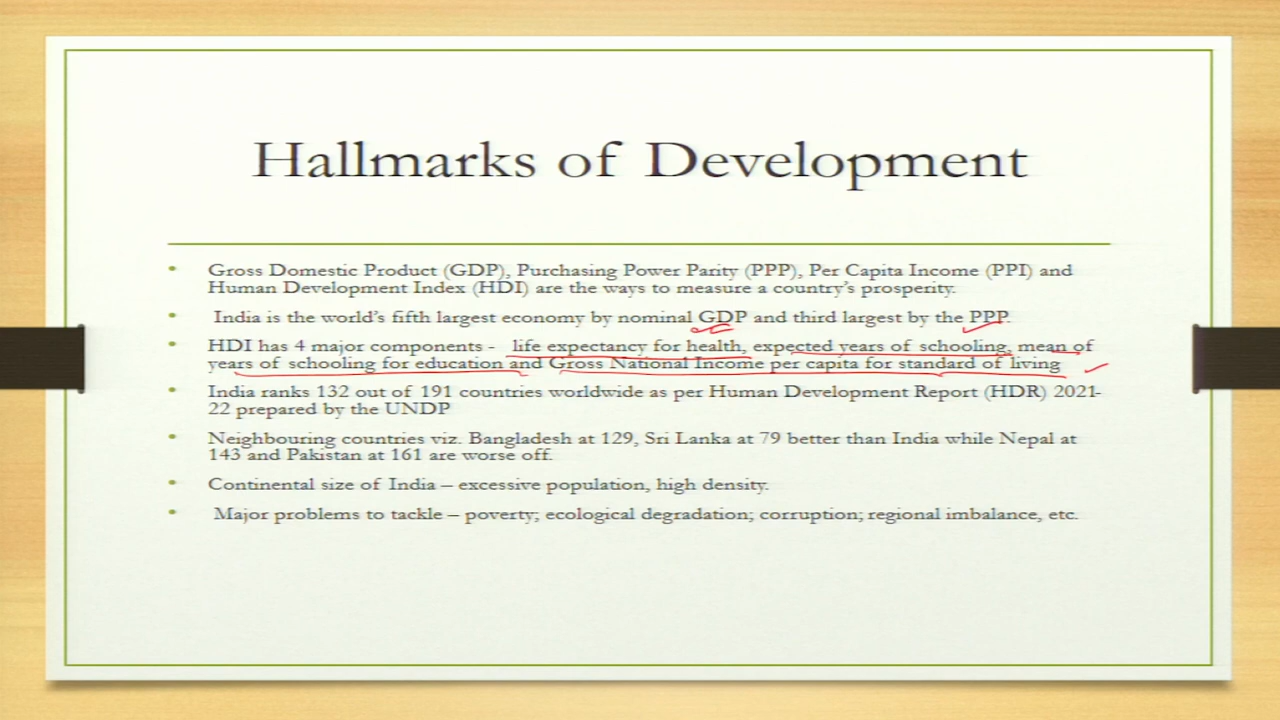 Hallmarks of Development
• Gross Domestic Product (GDP), Purchasing Power Parity (PPP), Per Capita Income (PPI) and
Human Development Index (HDI) are the ways to measure a country's prosperity.
• India is the world's fifth largest economy by nominal GDP and third largest by the PPP.
• HDI has 4 major components - life expectancy for health, expected years of schooling, mean of
years of schooling for education and Gross National Income per capita for standard of living
• India ranks 132 out of 191 countries worldwide as per Human Development Report (HDR) 2021-
22 prepared by the UNDP
• Neighbouring countries viz. Bangladesh at 129, Sri Lanka at 79 better than India while Nepal at
143 and Pakistan at 161 are worse off.
• Continental size of India – excessive population, high density.
• Major problems to tackle – poverty; ecological degradation; corruption; regional imbalance, etc.